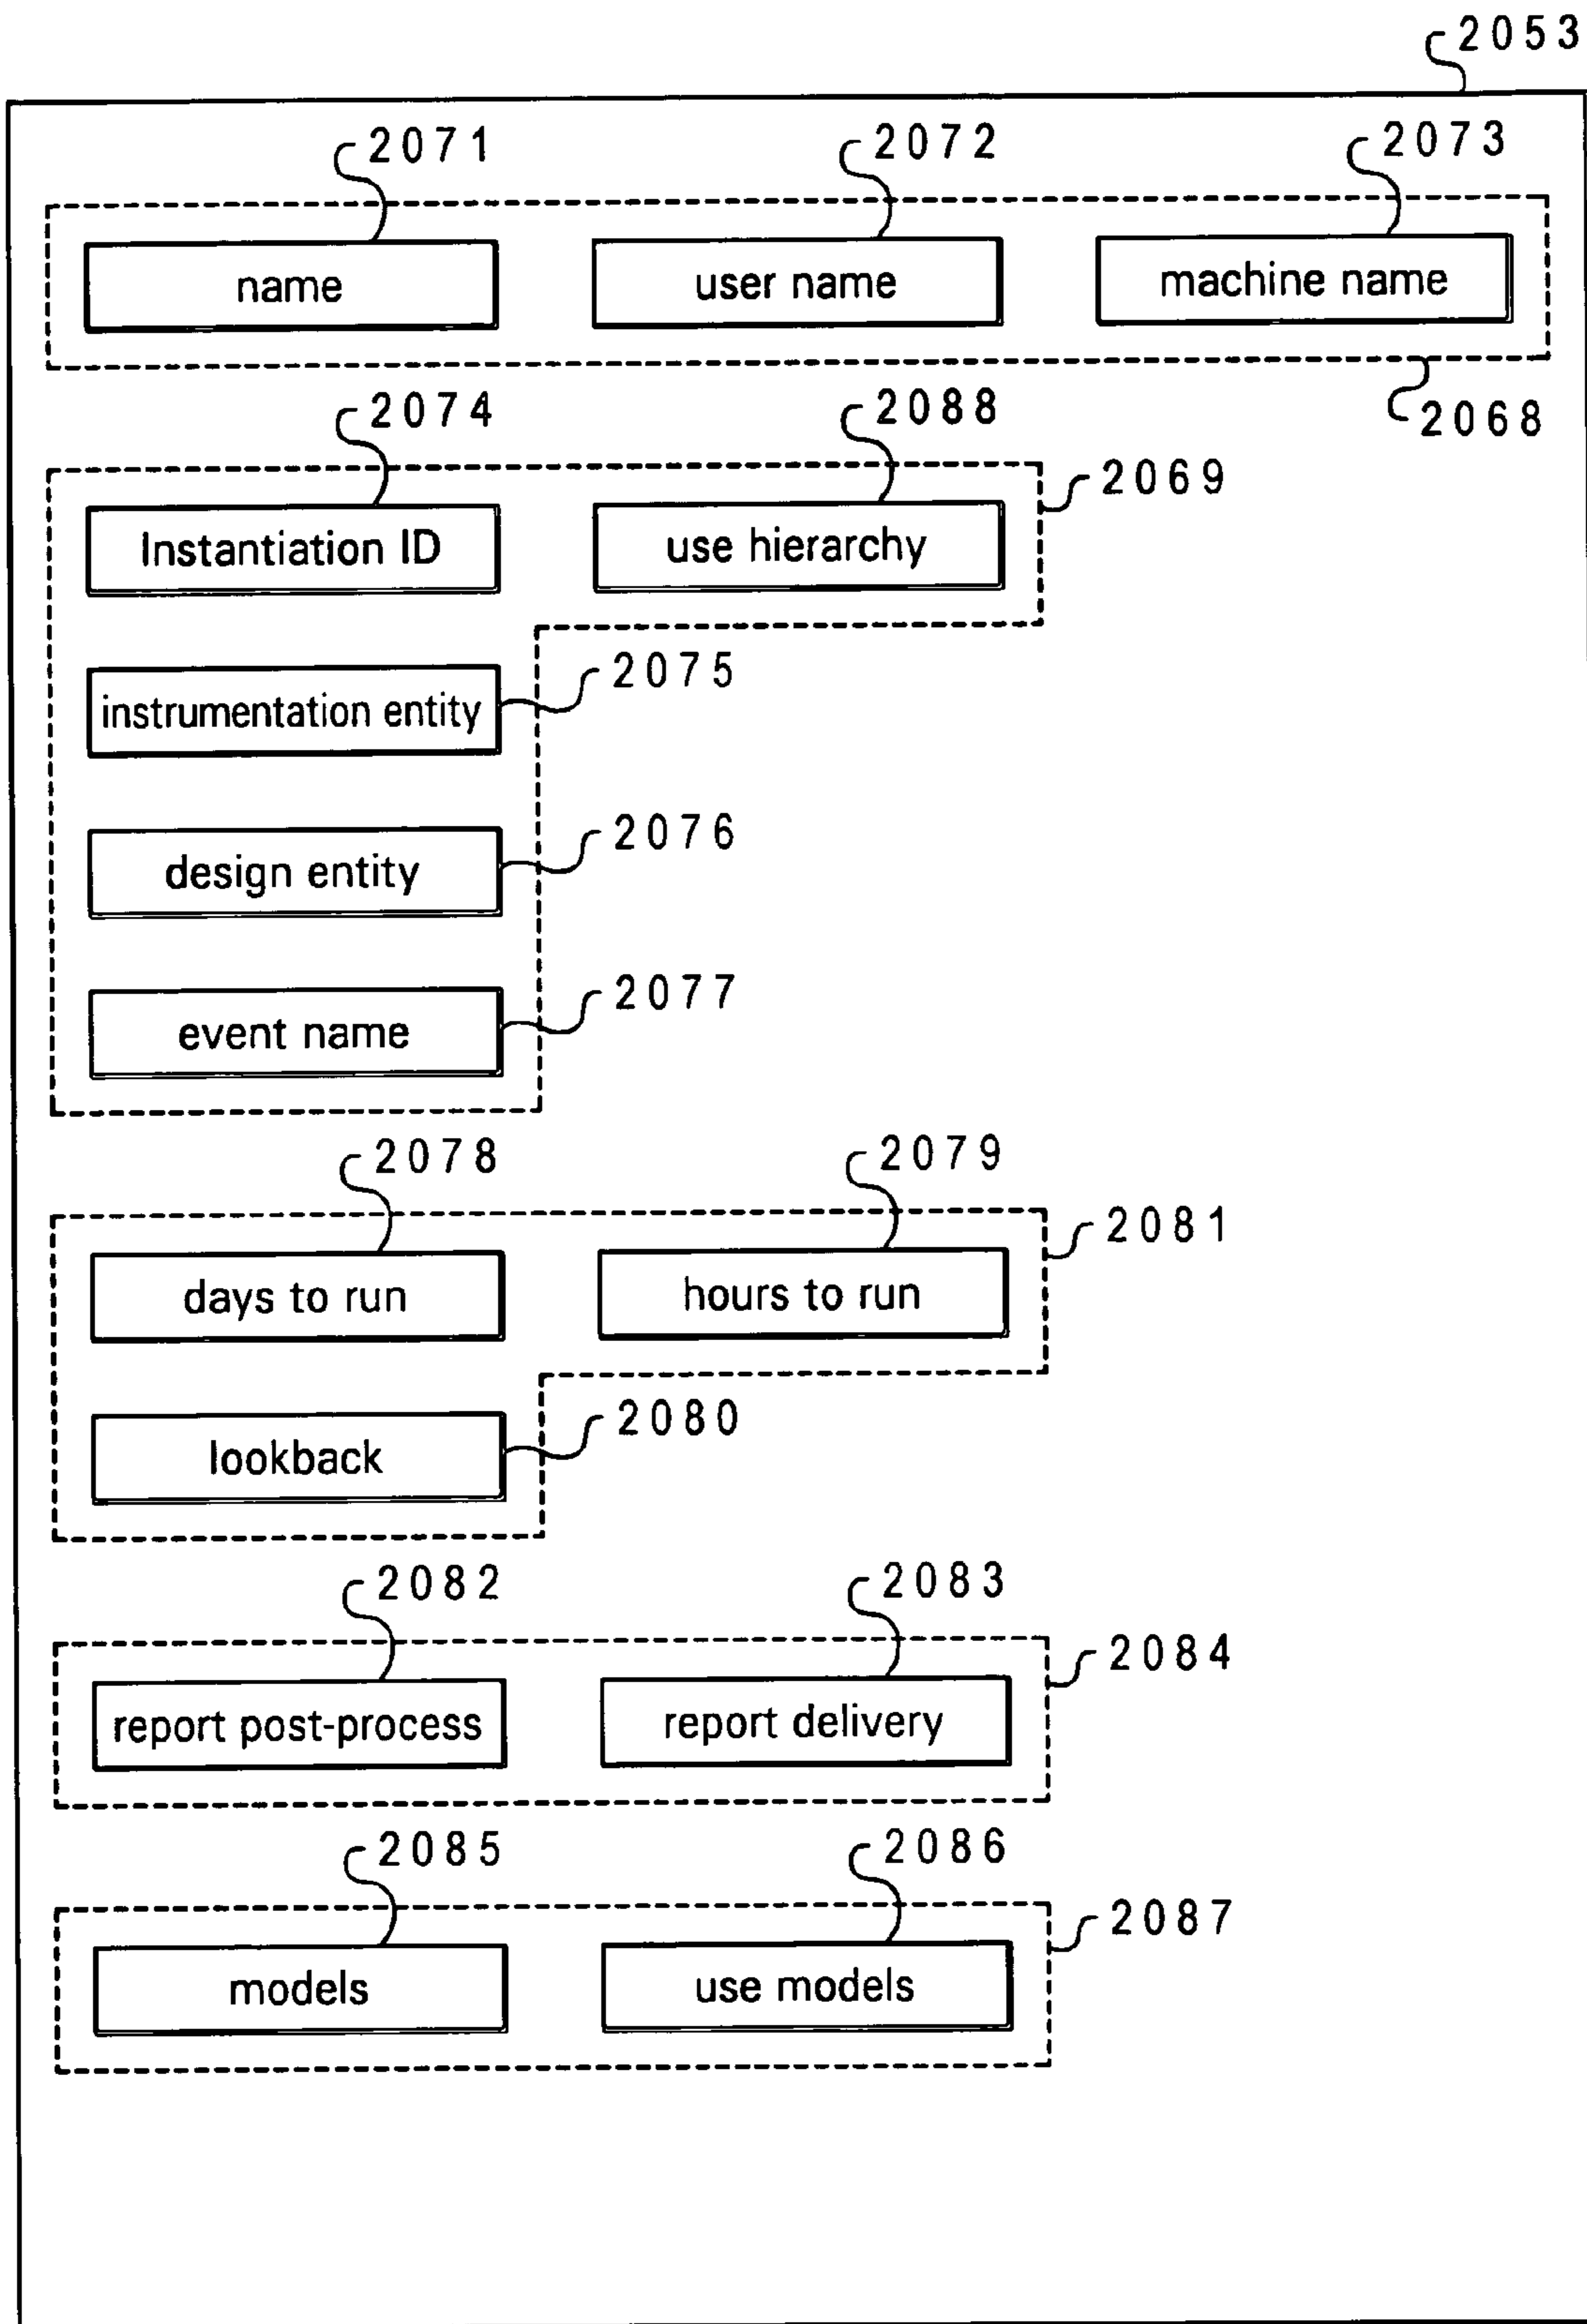 2053
2071 2072 2073
name user name machine name
2068
2074 2088
2069
Instantiation ID use hierarchy
2075
instrumentation entity
2076
design entity
2077
event name
2078 2079
2081
days to run hours to run
2080
lookback
2082 2083
2084
report post-process report delivery
2085 2086
2087
models use models